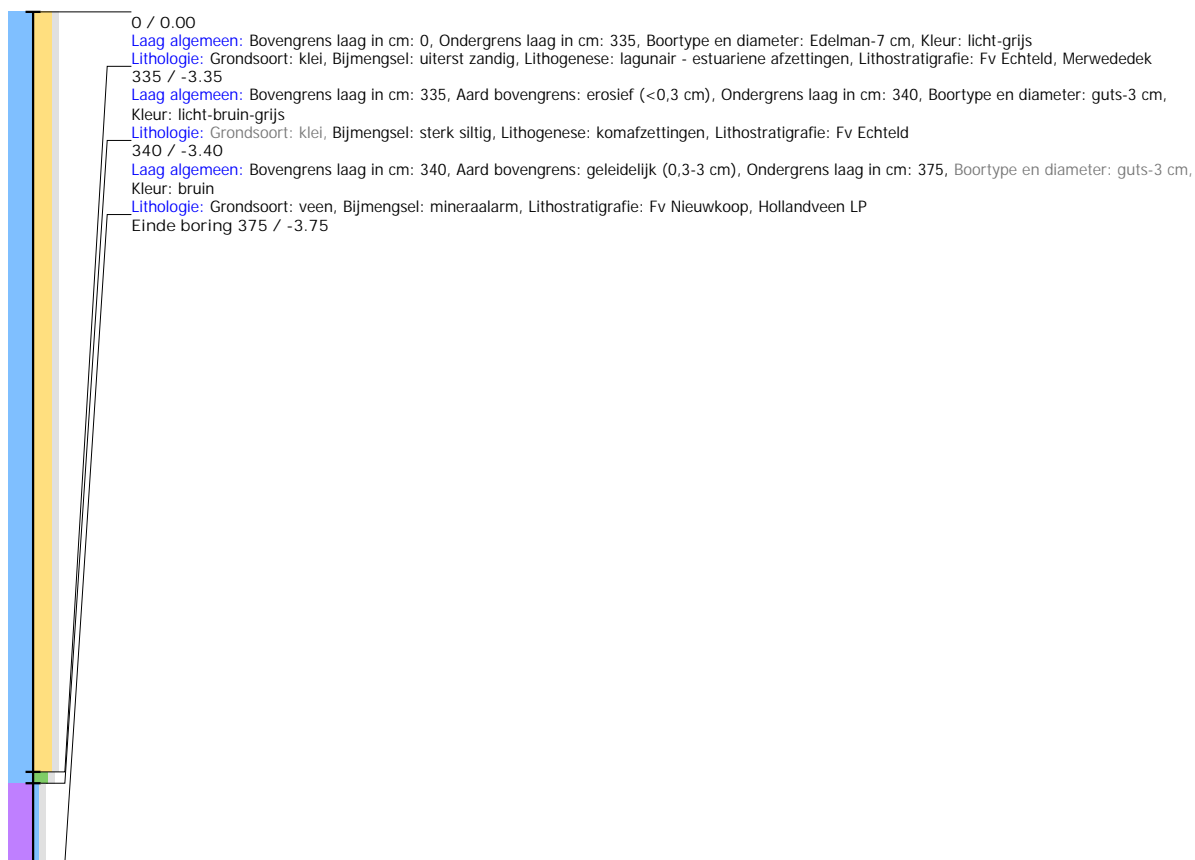 0 / 0.00
Laag algemeen: Bovengrens laag in cm: 0, Ondergrens laag in cm: 335, Boortype en diameter: Edelman-7 cm, Kleur: licht-grijs
Lithologie: Grondsoort: klei, Bijmengsel: uiterst zandig, Lithogenese: lagunair - estuariene afzettingen, Lithostratigrafie: Fv Echteld, Merwededek
335 / -3.35
Laag algemeen: Bovengrens laag in cm: 335, Aard bovengrens: erosief (<0,3 cm), Ondergrens laag in cm: 340, Boortype en diameter: guts-3 cm,
Kleur: licht-bruin-grijs
Lithologie: Grondsoort: klei, Bijmengsel: sterk siltig, Lithogenese: komafzettingen, Lithostratigrafie: Fv Echteld
340 / -3.40
Laag algemeen: Bovengrens laag in cm: 340, Aard bovengrens: geleidelijk (0,3-3 cm), Ondergrens laag in cm: 375, Boortype en diameter: guts-3 cm,
Kleur: bruin
Lithologie: Grondsoort: veen, Bijmengsel: mineraalarm, Lithostratigrafie: Fv Nieuwkoop, Hollandveen LP
Einde boring 375 / -3.75